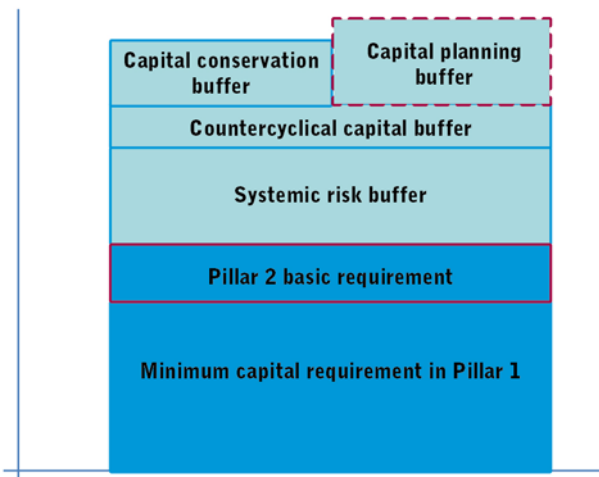 Capital conservation
buffer
Capital planning
buffer
Countercyclical capital buffer
Systemic risk buffer
Pillar 2 basic requirement
Minimum capital requirement in Pillar 1